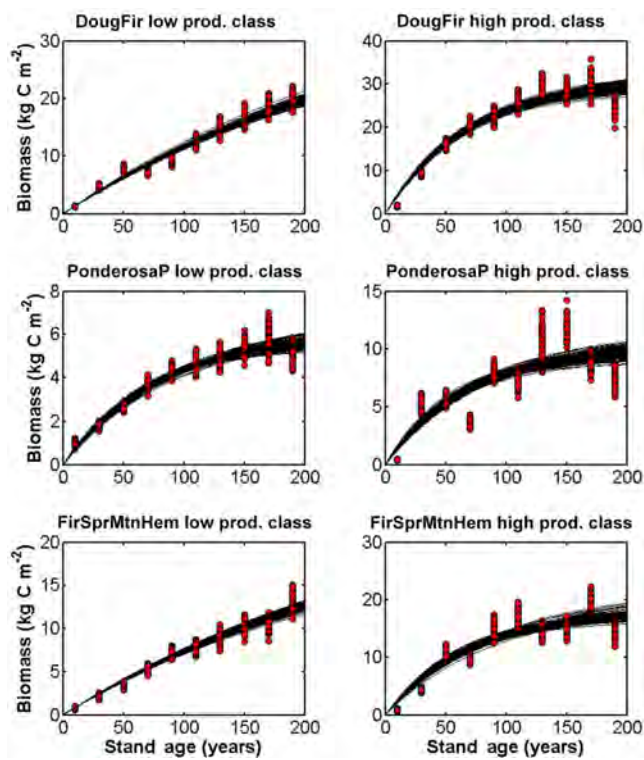 DougFir low prod. class
Biomass (kg C m-2)
30
20
10
0
0 50 100 150 200
DougFir high prod. class
40
30
20
10
0
0 50 100 150 200
PonderosaP low prod. class
Biomass (kg C m-2)
8
6
4
2
0
0 50 100 150 200
PonderosaP high prod. class
15
10
5
0
0 50 100 150 200
FirSprMtnHem low prod. class
Biomass (kg C m-2)
20
15
10
5
0
0 50 100 150 200
Stand age (years)
FirSprMtnHem high prod. class
30
20
10
0
0 50 100 150 200
Stand age (years)